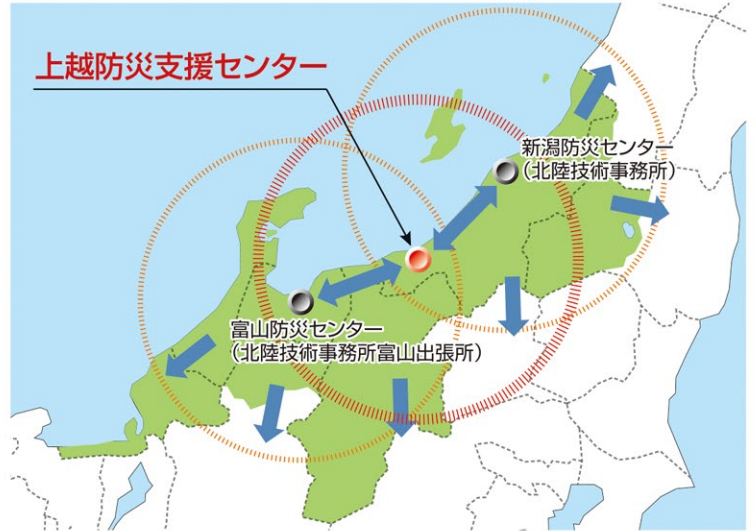 上越防災支援センター
新潟防災センター
（北陸技術事務所）
富山防災センター
（北陸技術事務所富山出張所）